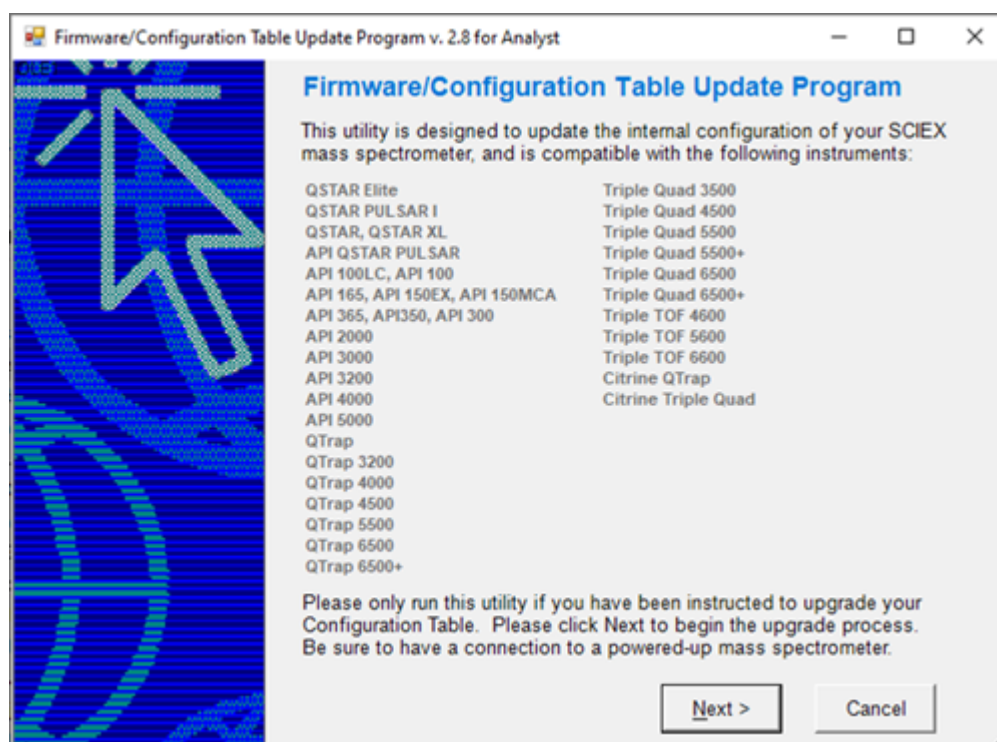 Firmware/Configuration Table Update Program v. 2.8 for Analyst
Firmware/Configuration Table Update Program
This utility is designed to update the internal configuration of your SCIEX
mass spectrometer, and is compatible with the following instruments:
QSTAR Elite
QSTAR PULSAR I
QSTAR, QSTAR XL
API QSTAR PULSAR
API 100LC, API 100
API 165, API 150EX, API 150MCA
API 365, API350, API 300
API 2000
API 3000
API 3200
API 4000
API 5000
QTrap
QTrap 3200
QTrap 4000
QTrap 4500
QTrap 5500
QTrap 6500
QTrap 6500+
Triple Quad 3500
Triple Quad 4500
Triple Quad 5500
Triple Quad 5500+
Triple Quad 6500
Triple Quad 6500+
Triple TOF 4600
Triple TOF 5600
Triple TOF 6600
Citrine QTrap
Citrine Triple Quad
Please only run this utility if you have been instructed to upgrade your
Configuration Table. Please click Next to begin the upgrade process.
Be sure to have a connection to a powered-up mass spectrometer.
Next >
Cancel